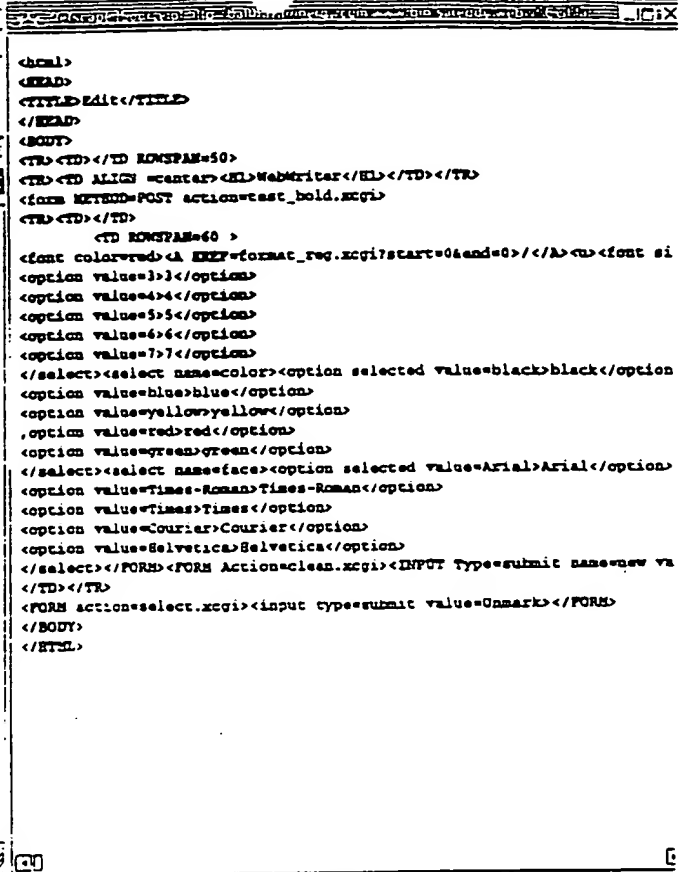 <html>
<HEAD>
<TITLE>Edit</TITLE>
</HEAD>
<BODY>
<TR><TD></TD ROWSPAN=50>
<TR><TD ALIGN =center><H1>WebWriter</H1></TD></TR>
<form METHOD=POST action=test_bold.xcgi>
<TR><TD></TD>
<TD ROWSPAN=60 >
<font color=red><A HREF=format_reg.xcgi?start=0&end=0>/</A><u><font si
<option value=3>3</option>
<option value=4>4</option>
<option value=5>5</option>
<option value=6>6</option>
<option value=7>7</option>
</select><select name=color><option selected value=black>black</option
<option value=blue>blue</option>
<option value=yellow>yellow</option>
,option value=red>red</option>
<option value=green>green</option>
</select><select name=face><option selected value=Arial>Arial</option>
<option value=Times-Roman>Times-Roman</option>
<option value=Times>Times</option>
<option value=Courier>Courier</option>
<option value=Helvetica>Helvetica</option>
</select></FORM><FORM Action=clean.xcgi><INPUT Type=submit name=new va
</TD></TR>
<FORM action=select.xcgi><input type=submit value=Unmark></FORM>
</BODY>
</HTML>